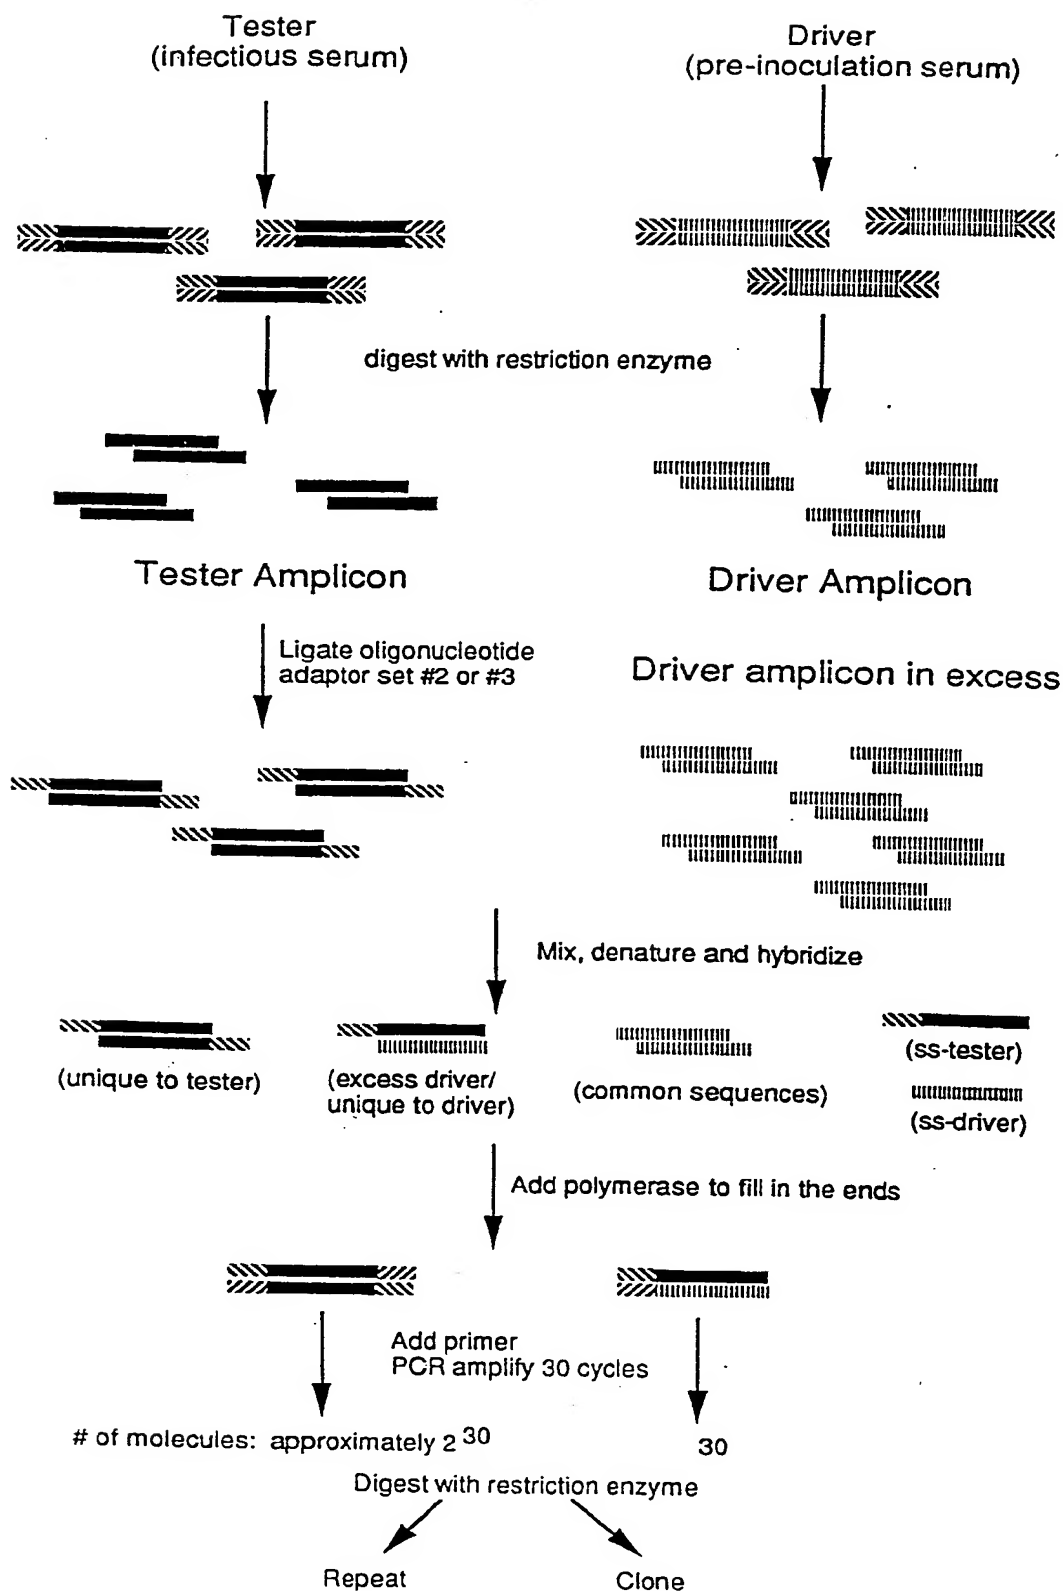 Tester
(infectious serum)
Driver
(pre-inoculation serum)
digest with restriction enzyme
Tester Amplicon
Driver Amplicon
Ligate oligonucleotide
adaptor set #2 or #3
Driver amplicon in excess
Mix, denature and hybridize
(unique to tester)
(excess driver/
unique to driver)
(common sequences)
(ss-tester)
(ss-driver)
Add polymerase to fill in the ends
Add primer
PCR amplify 30 cycles
# of molecules: approximately 2 30
30
Digest with restriction enzyme
Repeat
Clone